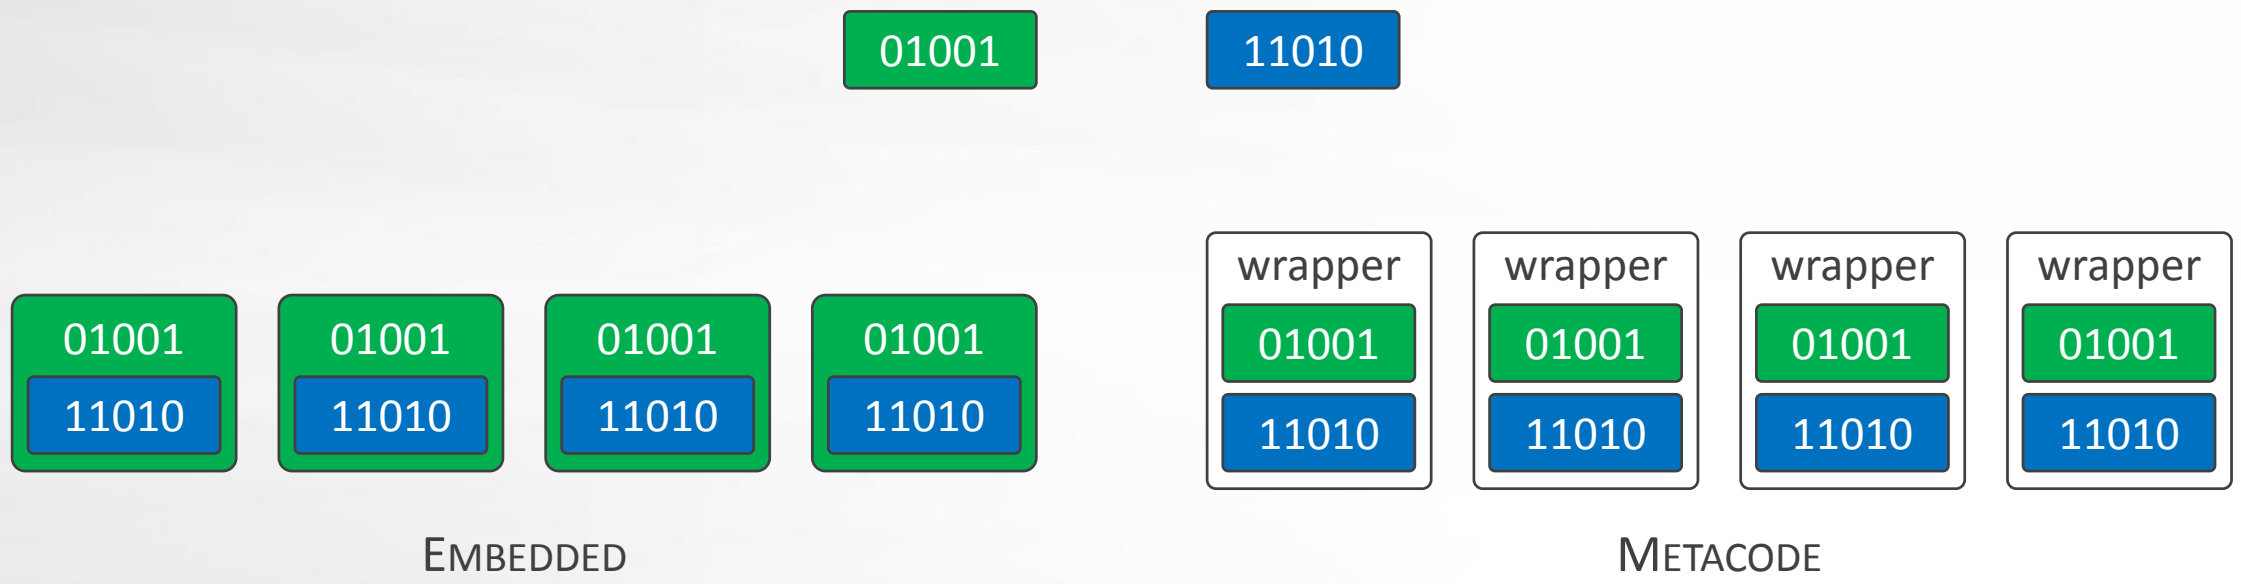 01001 11010
wrapper wrapper wrapper wrapper
01001 01001 01001 01001 01001 01001 01001 01001
11010 11010 11010 11010 11010 11010 11010 11010
EMBEDDED METACODE